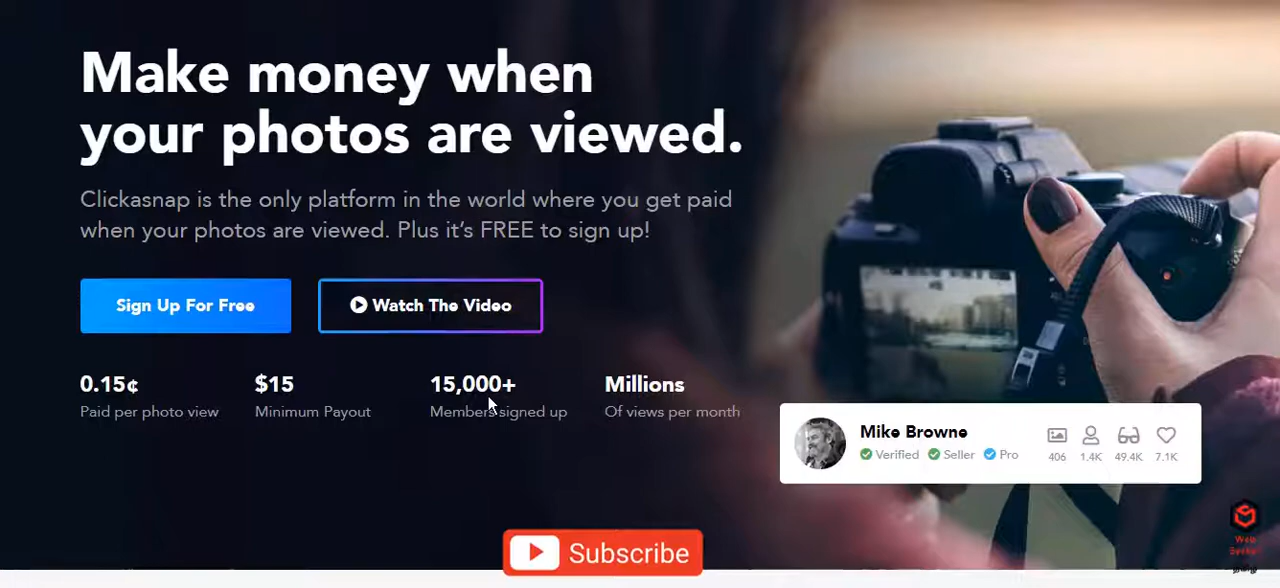 Make money when
your photos are viewed.
Clickasnap is the only platform in the world where you get paid
when your photos are viewed. Plus it's FREE to sign up!
Sign Up For Free
Watch The Video
0.15¢ $15 15,000+ Millions
Paid per photo view Minimum Payout Members signed up Of views per month
Mike Browne
Verified Seller Pro
406 1.4K 49.4K 7.1K
Subscribe
Web